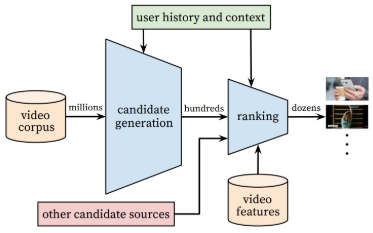 user history and context
video
corpus
millions
candidate
generation
hundreds
ranking
dozens
other candidate sources
video
features